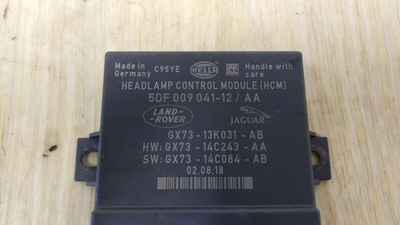 Made in Germany C95YE HELLA Handle with care
HEADLAMP CONTROL MODULE (HCM)
5DF 009 041-12 / AA
LAND-ROVER JAGUAR
GX73 - 13K031 - AB
HW: GX73 - 14C243 - AA
SW: GX73 - 14C084 - AB
02.08.18